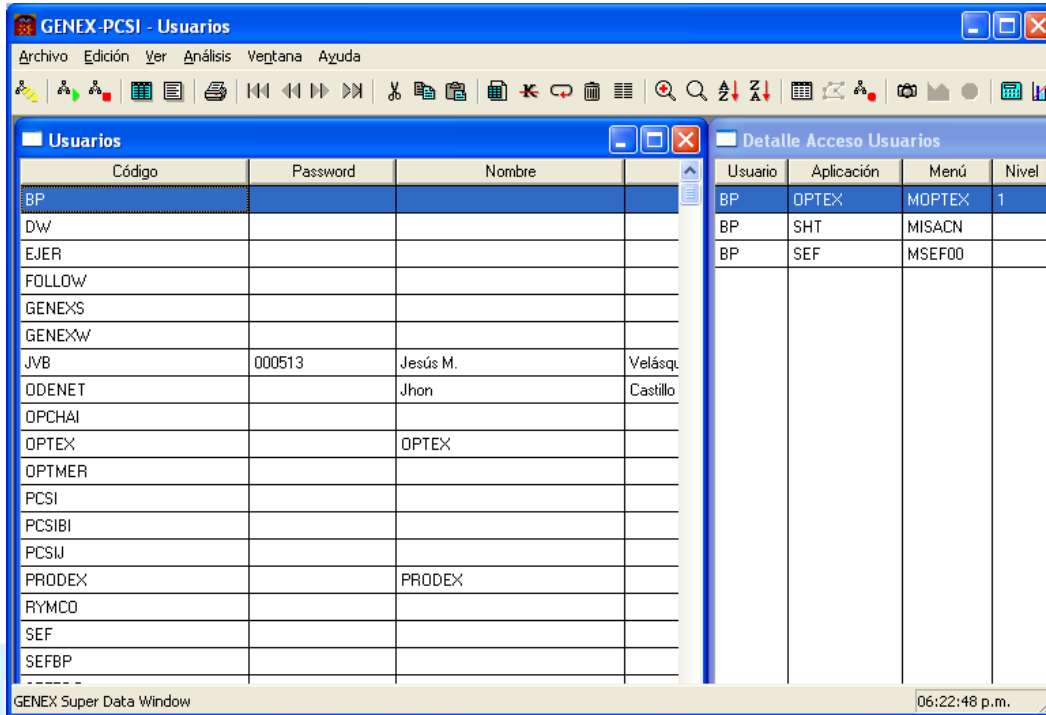 GENEX-PCSI - Usuarios
Archivo Edición Ver Análisis Ventana Ayuda
Usuarios
Código Password Nombre
BP
DW
EJER
FOLLOW
GENEXS
GENEXW
JVB 000513 Jesús M. Velásqu
ODENET Jhon Castillo
OPCHAI
OPTEX OPTEX
OPTMER
PCSI
PCSIBI
PCSIJ
PRODEX PRODEX
RYMCO
SEF
SEFBP
Detalle Acceso Usuarios
Usuario Aplicación Menú Nivel
BP OPTEX MOPTEX 1
BP SHT MISACN
BP SEF MSEF00
GENEX Super Data Window 06:22:48 p.m.